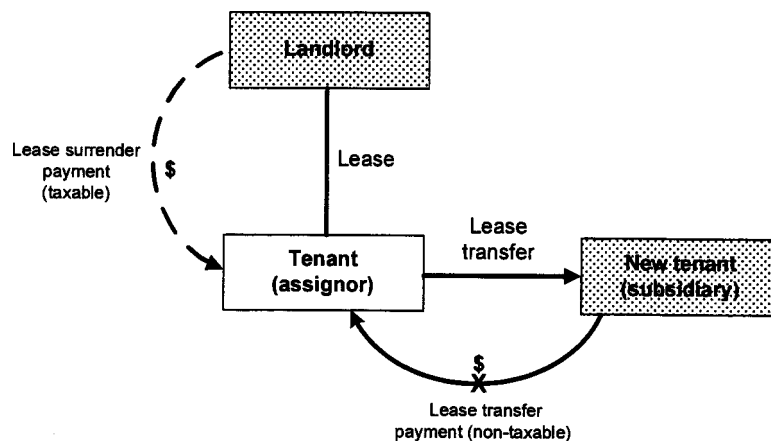 Landlord
Lease surrender
payment
(taxable)
$
Lease
Tenant
(assignor)
Lease
transfer
New tenant
(subsidiary)
$
X
Lease transfer
payment (non-taxable)